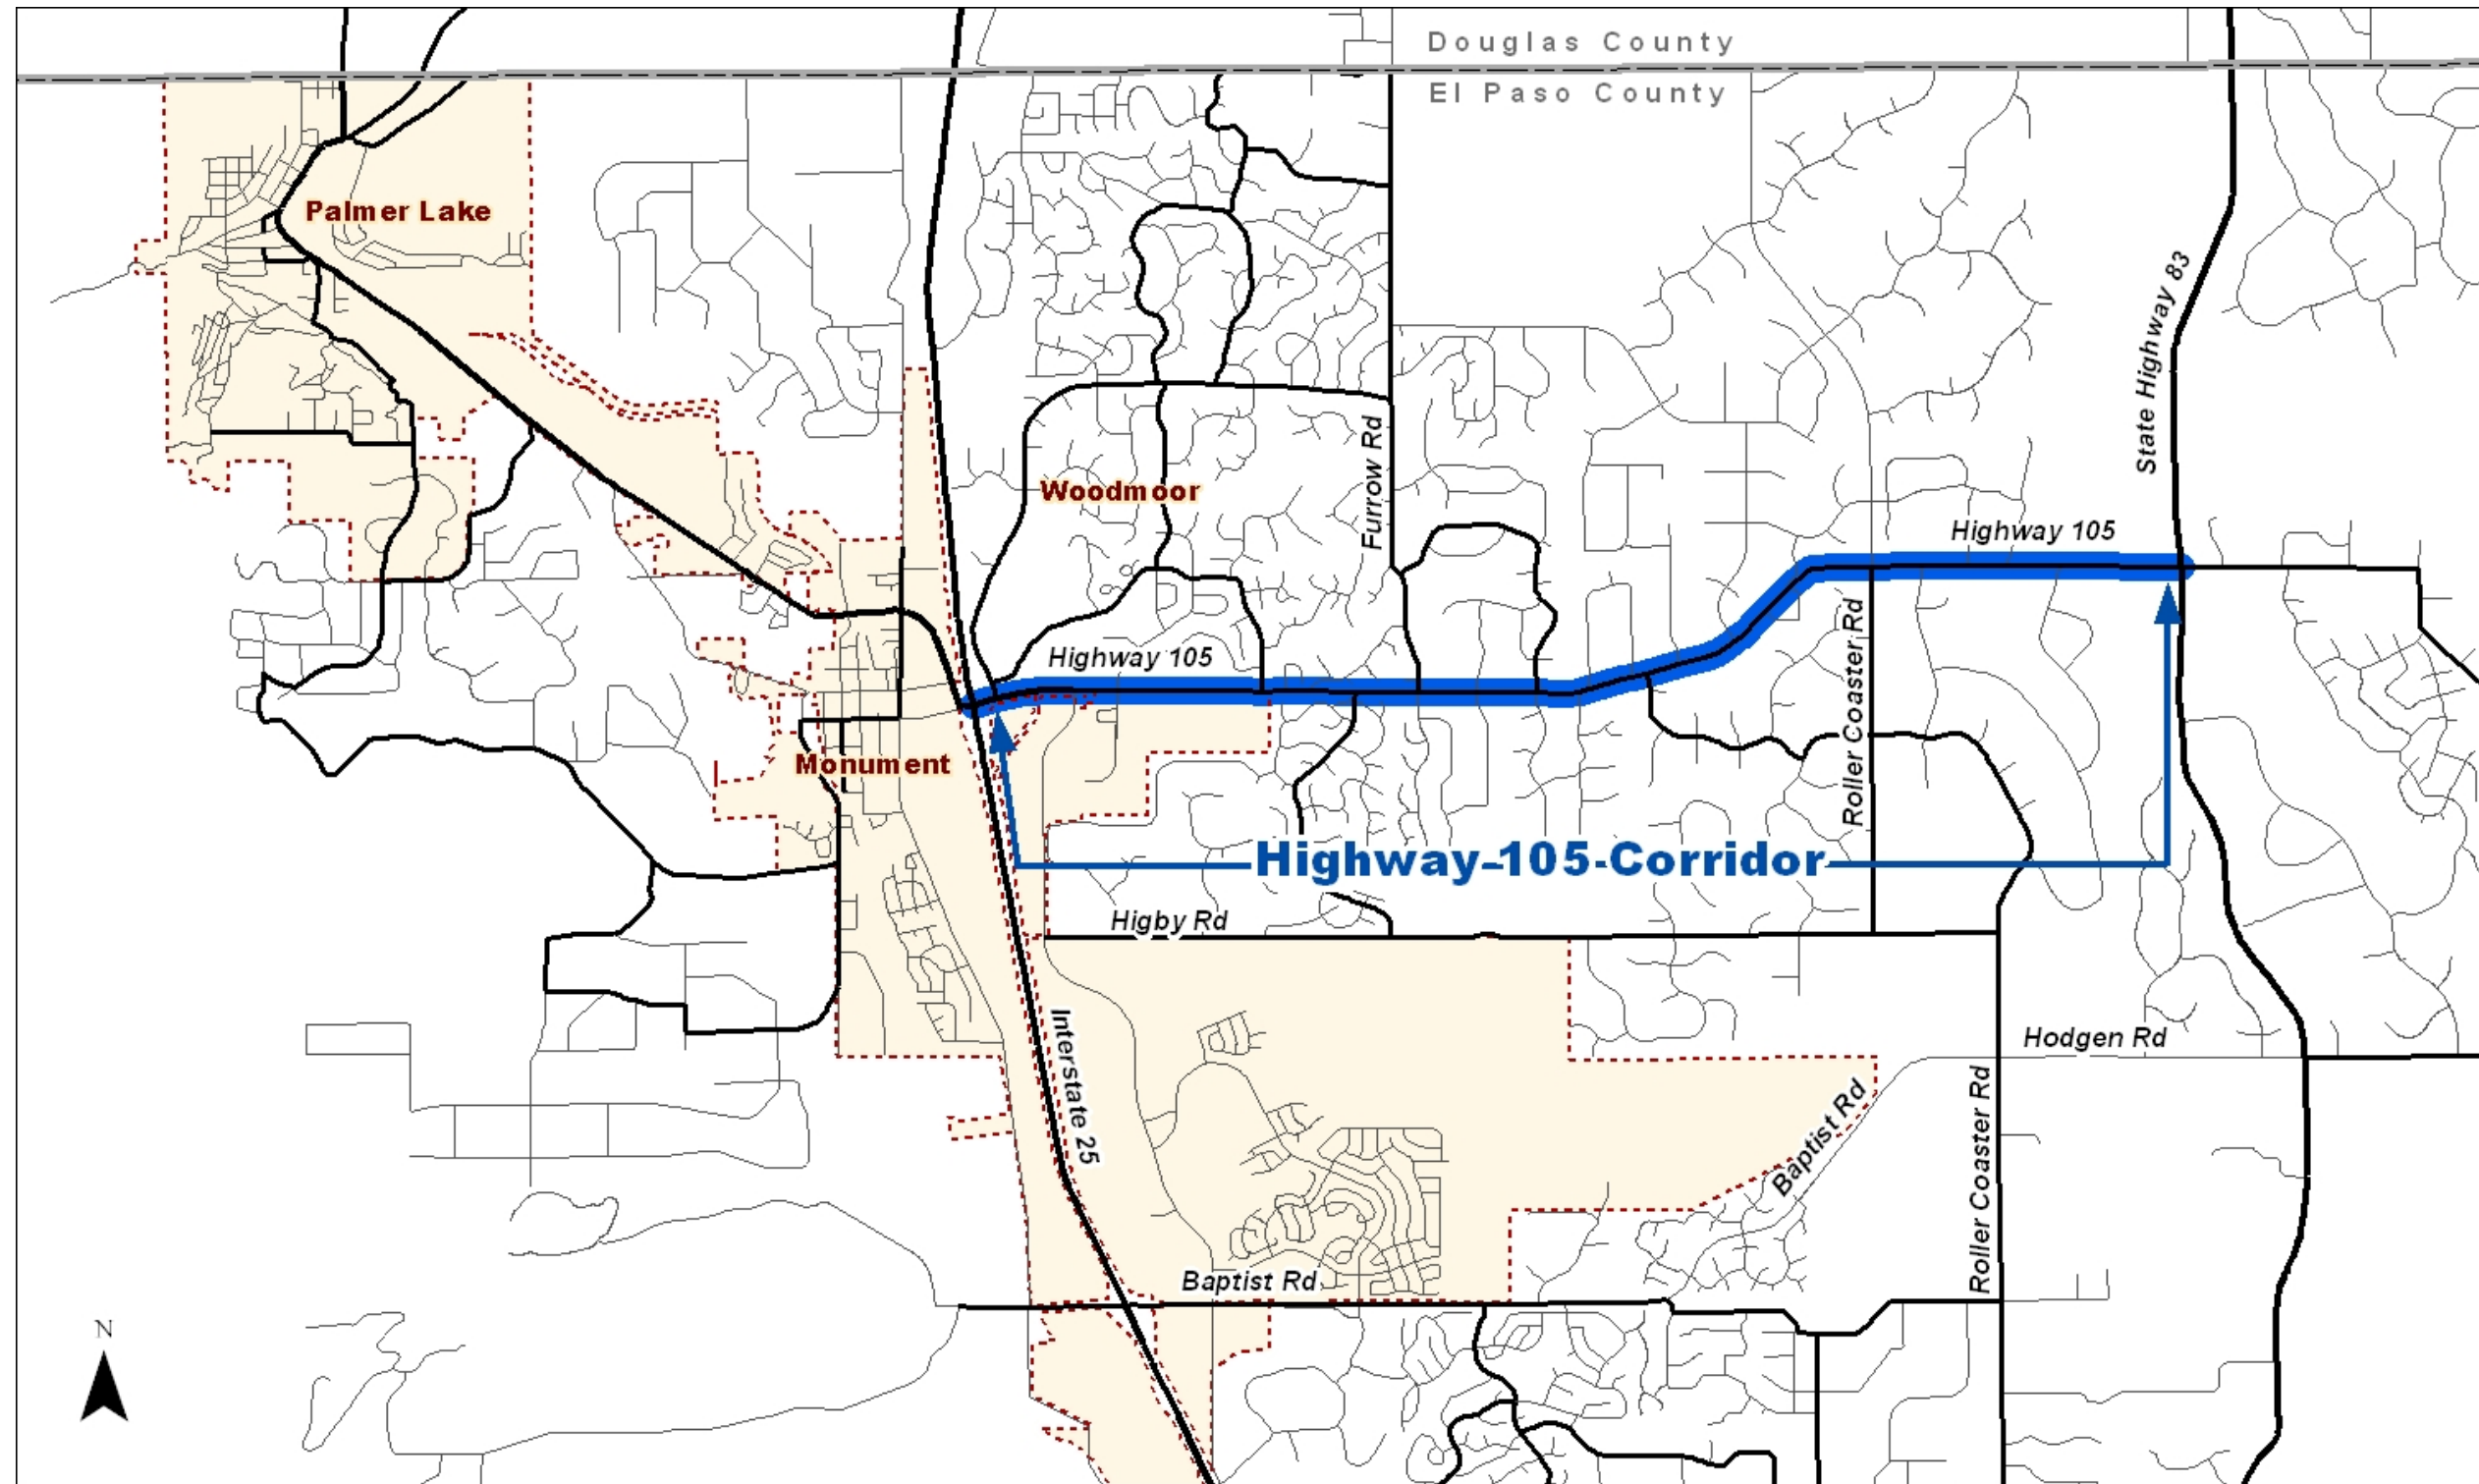 Douglas County
El Paso County
Palmer Lake
State Highway 83
Furrow Rd
Woodmoor
Highway 105
Roller Coaster Rd
Highway 105
Monument
Highway-105-Corridor
Higby Rd
Interstate 25
Hodgen Rd
Baptist Rd
Roller Coaster Rd
Baptist Rd
N